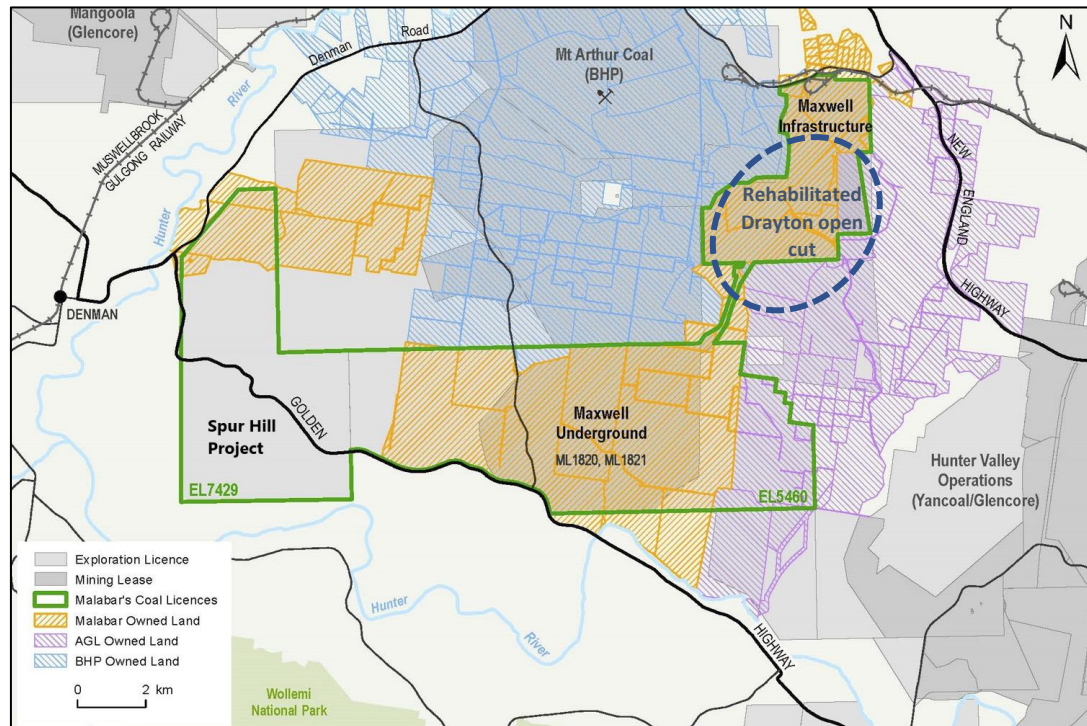 Mangoola
(Glencore)
Denman
Road
Mt Arthur Coal
(BHP)
N
River
MUSWELLBROOK
GULGONG RAILWAY
Hunter
Maxwell
Infrastructure
NEW
ENGLAND
HIGHWAY
Rehabilitated
Drayton open
cut
DENMAN
GOLDEN
Spur Hill
Project
Maxwell
Underground
ML1820, ML1821
EL7429
EL5460
Hunter Valley
Operations
(Yancoal/Glencore)
Hunter
River
HIGHWAY
Wollemi
National Park
Exploration Licence
Mining Lease
Malabar's Coal Licences
Malabar Owned Land
AGL Owned Land
BHP Owned Land
0 2 km